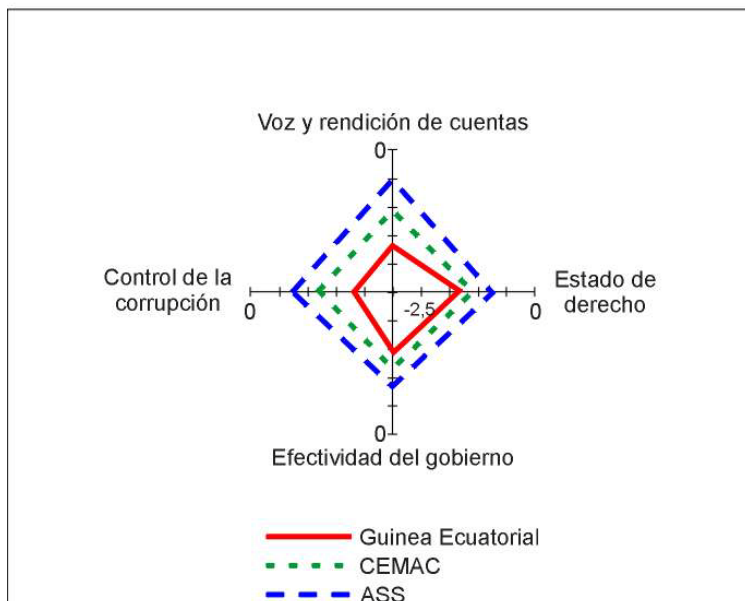 Voz y rendición de cuentas
0
Control de la
corrupción
0
-2,5
Estado de
derecho
0
0
Efectividad del gobierno
Guinea Ecuatorial
CEMAC
ASS